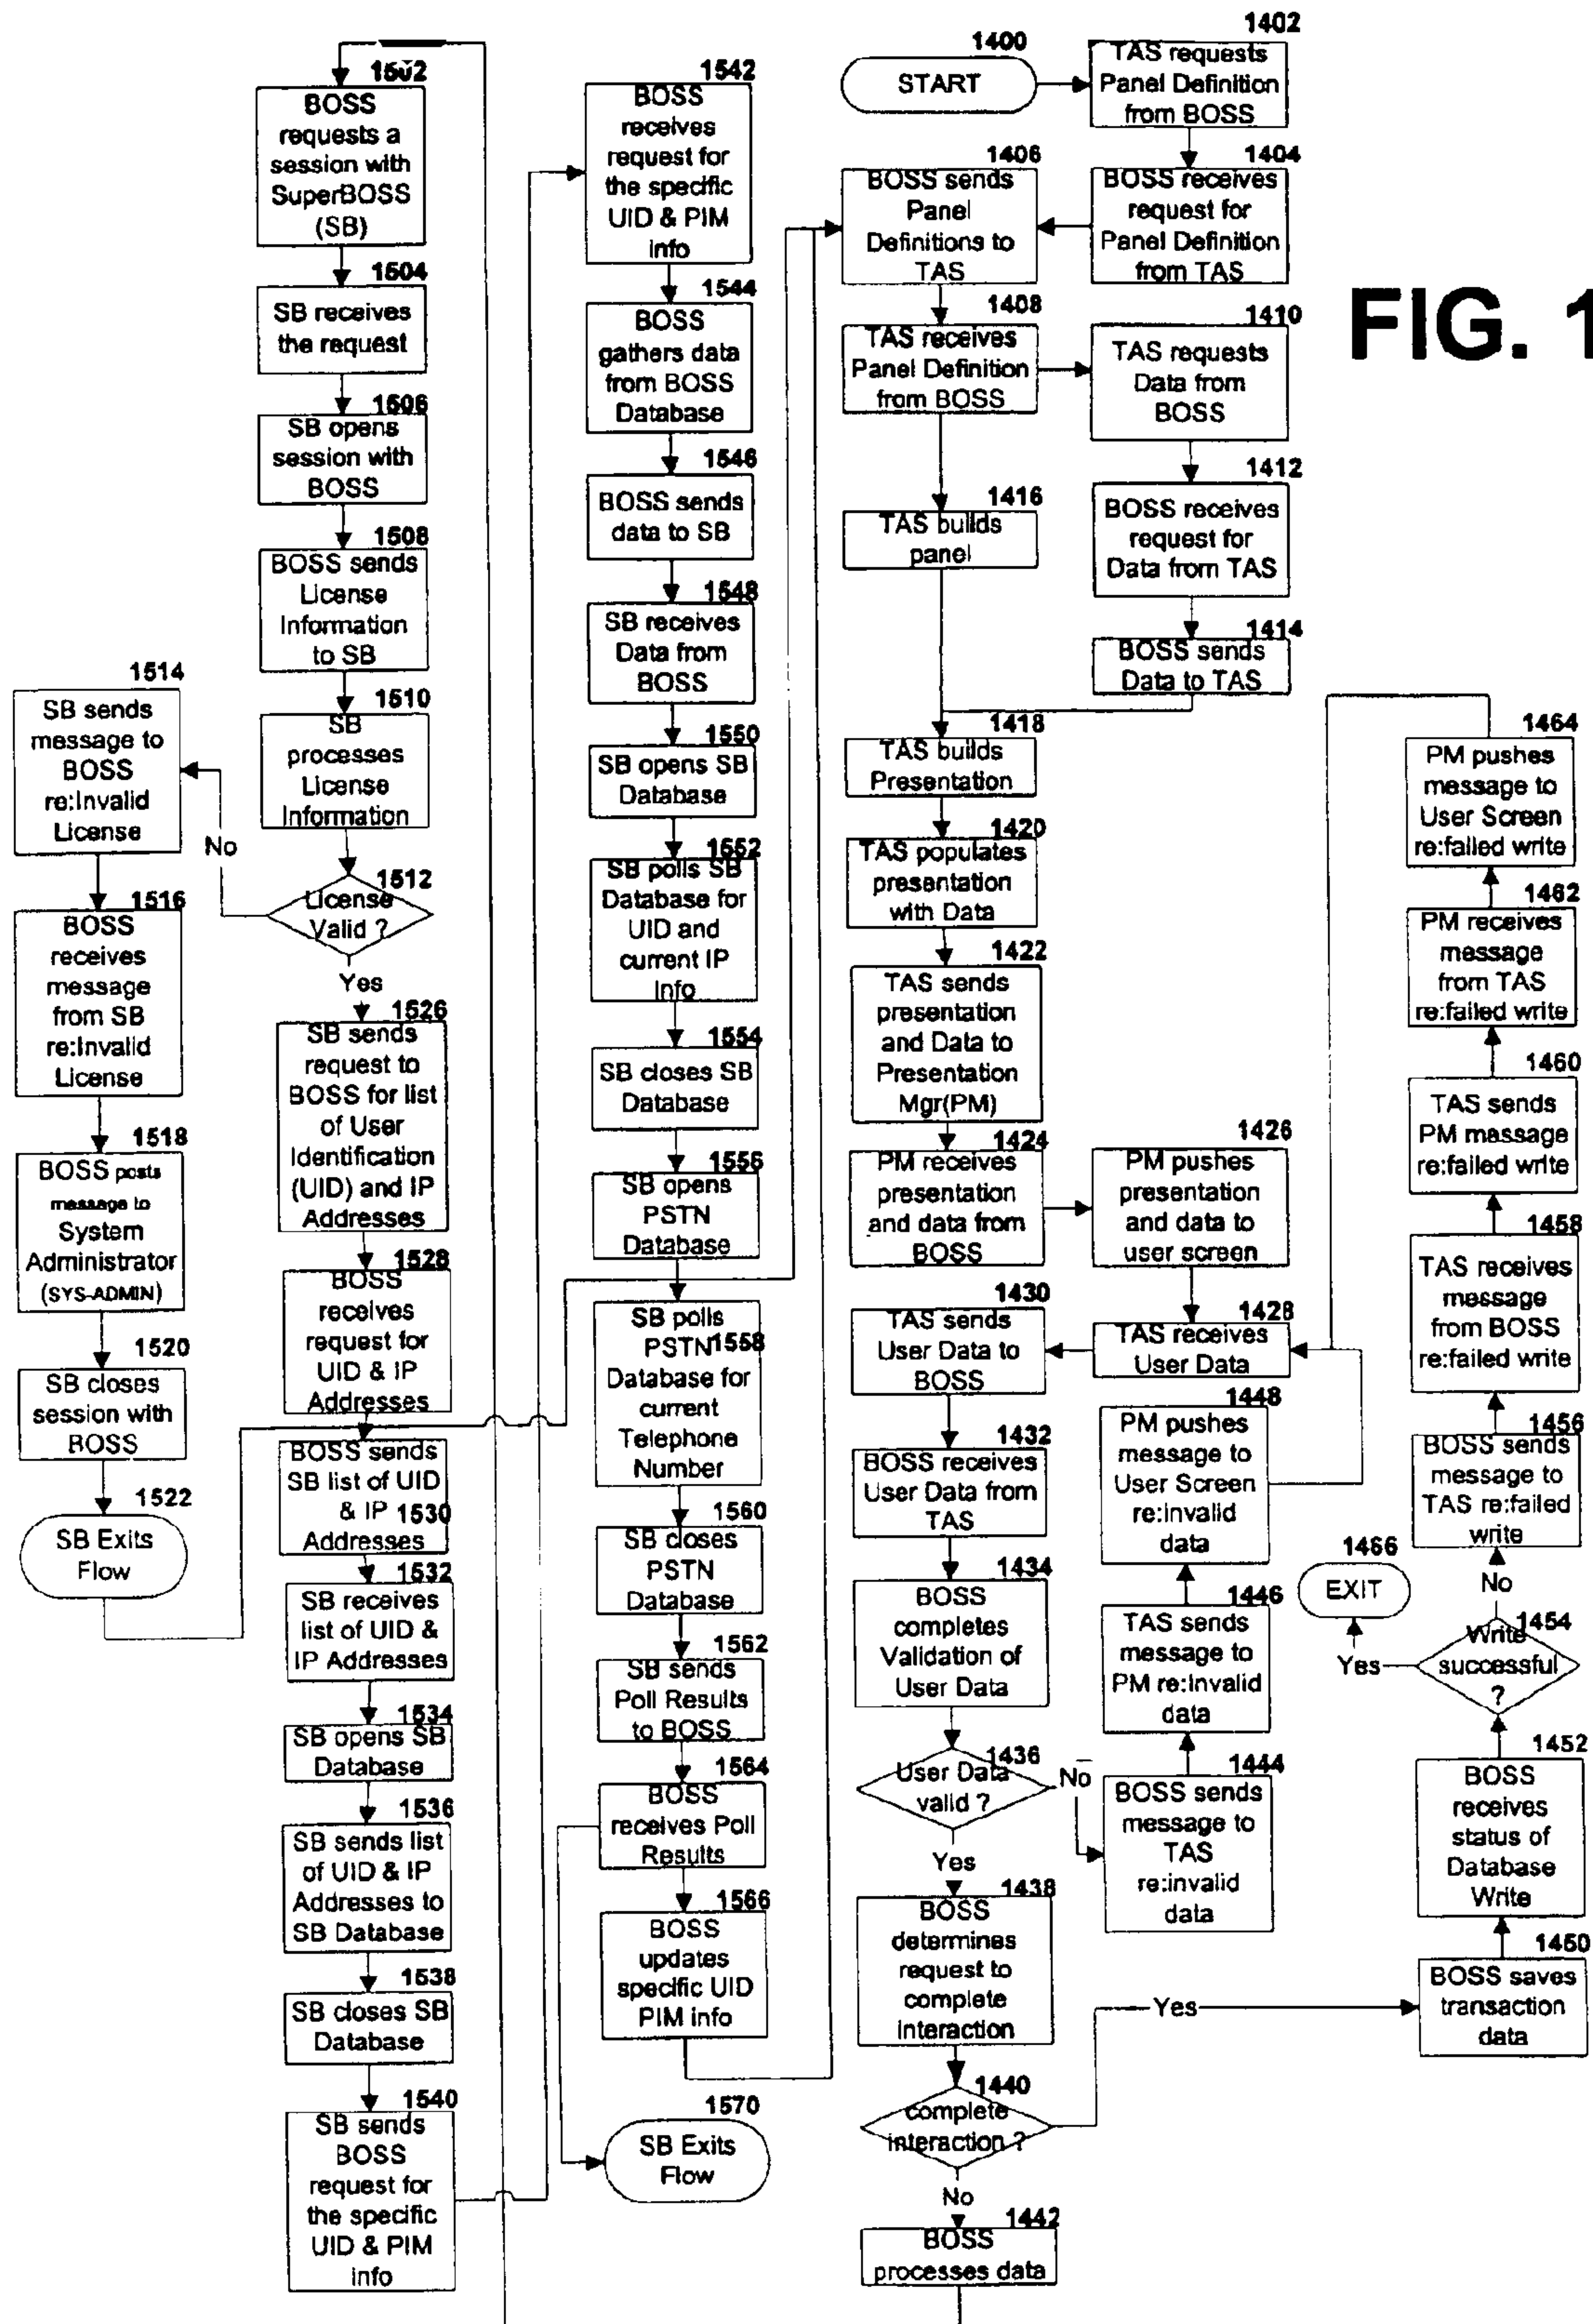 1502
BOSS
requests a
session with
SuperBOSS
(SB)
1504
SB receives
the request
1506
SB opens
session with
BOSS
1508
BOSS sends
License
Information
to SB
1510
SB
processes
License
Information
1512
License
Valid ?
No
Yes
1514
SB sends
message to
BOSS
re:Invalid
License
1516
BOSS
receives
message
from SB
re:Invalid
License
1518
BOSS posts
message to
System
Administrator
(SYS-ADMIN)
1520
SB closes
session with
BOSS
1522
SB Exits
Flow
1526
SB sends
request to
BOSS for list
of User
Identification
(UID) and IP
Addresses
1528
BOSS
receives
request for
UID & IP
Addresses
BOSS sends
SB list of UID
& IP 1530
Addresses
1532
SB receives
list of UID &
IP Addresses
1534
SB opens SB
Database
1536
SB sends list
of UID & IP
Addresses to
SB Database
1538
SB closes SB
Database
1540
SB sends
BOSS
request for
the specific
UID & PIM
info
1542
BOSS
receives
request for
the specific
UID & PIM
info
1544
BOSS
gathers data
from BOSS
Database
1546
BOSS sends
data to SB
1548
SB receives
Data from
BOSS
1550
SB opens SB
Database
1552
SB polls SB
Database for
UID and
current IP
Info
1554
SB closes SB
Database
1556
SB opens
PSTN
Database
SB polls
PSTN1558
Database for
current
Telephone
Number
1560
SB closes
PSTN
Database
1562
SB sends
Poll Results
to BOSS
1564
BOSS
receives Poll
Results
1566
BOSS
updates
specific UID
PIM info
1570
SB Exits
Flow
1400
START
1402
TAS requests
Panel Definition
from BOSS
1404
BOSS receives
request for
Panel Definition
from TAS
1406
BOSS sends
Panel
Definitions to
TAS
FIG. 1
1408
TAS receives
Panel Definition
from BOSS
1410
TAS requests
Data from
BOSS
1412
BOSS receives
request for
Data from TAS
1414
BOSS sends
Data to TAS
1416
TAS builds
panel
1418
TAS builds
Presentation
1420
TAS populates
presentation
with Data
1422
TAS sends
presentation
and Data to
Presentation
Mgr(PM)
1424
PM receives
presentation
and data from
BOSS
1426
PM pushes
presentation
and data to
user screen
1428
TAS receives
User Data
1430
TAS sends
User Data to
BOSS
1432
BOSS receives
User Data from
TAS
1434
BOSS
completes
Validation of
User Data
1436
User Data
valid ?
No
Yes
1438
BOSS
determines
request to
complete
interaction
1440
complete
interaction ?
Yes
No
1442
BOSS
processes data
1444
BOSS sends
message to
TAS
re:invalid
data
1446
TAS sends
message to
PM re:Invalid
data
1448
PM pushes
message to
User Screen
re:invalid
data
1450
BOSS saves
transaction
data
1452
BOSS
receives
status of
Database
Write
1454
Write
successful
?
Yes
No
1466
EXIT
1456
BOSS sends
message to
TAS re:failed
write
1458
TAS receives
message
from BOSS
re:failed write
1460
TAS sends
PM message
re:failed write
1462
PM receives
message
from TAS
re:failed write
1464
PM pushes
message to
User Screen
re:failed write